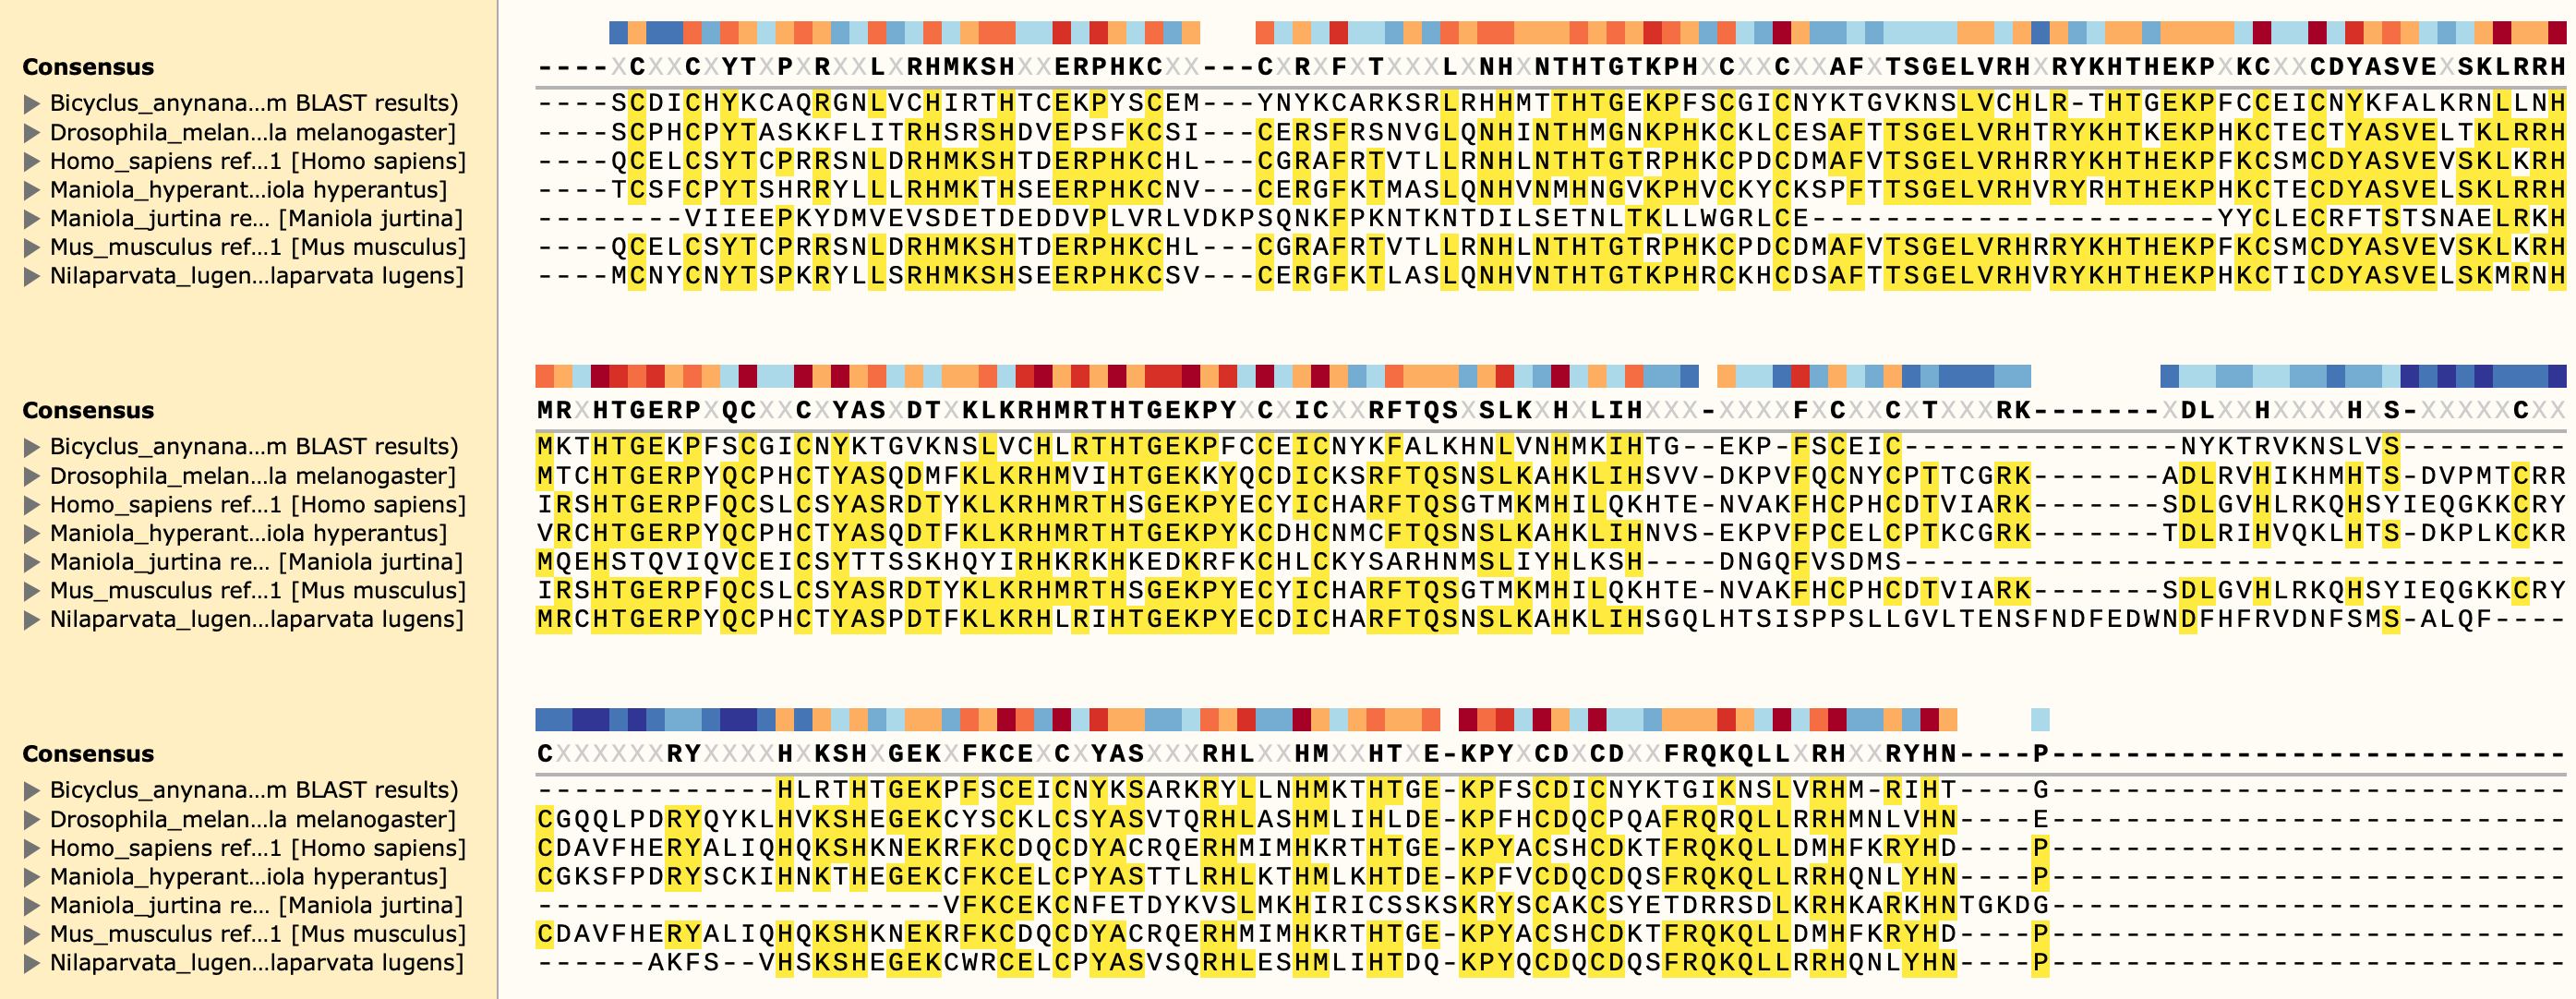 Consensus ----XCXXCXYTXPXRXXLXRHMKSHXXERPHKCXX---CXRXFXTXXXLXNHXNTHTGTKPHXCXXCXXAFXTSGELVRHXRYKHTHEKPXKCXXCDYASVEXSKLRRH
Bicyclus_anynana...m BLAST results) ----SCDICHYKCAQRGNLVCHIRTHTCEKPYSCEM---YNYKCARKSRLRHHMTTHTGEKPFSCGICNYKTGVKNSLVCHLR-THTGEKPFCCEICNYKFALKRNLLNH
Drosophila_melan...la melanogaster] ----SCPHCPYTASKKFLITRHSRSHDVEPSFKCSI---CERSFRSNVGLQNHINTHMGNKPHKCKLCESAFTTSGELVRHTRYKHTKEKPHKCTECTYASVELTKLRRH
Homo_sapiens ref...1 [Homo sapiens] ----QCELCSYTCPRRSNLDRHMKSHTDERPHKCHL---CGRAFRTVTLLRNHLNTHTGTRPHKCPDCDMAFVTSGELVRHRRYKHTHEKPFKCSMCDYASVEVSKLKRH
Maniola_hyperant...iola hyperantus] ----TCSFCPYTSHRRYLLLRHMKTHSEERPHKCNV---CERGFKTMASLQNHVNMHNGVKPHVCKYCKSPFTTSGELVRHVRYRHTHEKPHKCTECDYASVELSKLRRH
Maniola_jurtina re... [Maniola jurtina] --------VIIEEPKYDMVEVSDETDEDDVPLVRLVDKPSQNKFPKNTKNTDILSETNLTKLLWGRLCE----------------------YYCLECRFTSTSNAELRKH
Mus_musculus ref...1 [Mus musculus] ----QCELCSYTCPRRSNLDRHMKSHTDERPHKCHL---CGRAFRTVTLLRNHLNTHTGTRPHKCPDCDMAFVTSGELVRHRRYKHTHEKPFKCSMCDYASVEVSKLKRH
Nilaparvata_lugen...laparvata lugens] ----MCNYCNYTSPKRYLLSRHMKSHSEERPHKCSV---CERGFKTLASLQNHVNTHTGTKPHRCKHCDSAFTTSGELVRHVRYKHTHEKPHKCTICDYASVELSKMRNH
Consensus MRXHTGERPXQCXXCXYASXDTXKLKRHMRTHTGEKPYXCXICXXRFTQSXSLKXHXLIHXXX-XXXXFXCXXCXTXXXRK-------XDLXXHXXXXHXS-XXXXXCXX
Bicyclus_anynana...m BLAST results) MKTHTGEKPFSCGICNYKTGVKNSLVCHLRTHTGEKPFCCEICNYKFALKHNLVNHMKIHTG--EKP-FSCEIC---------------NYKTRVKNSLVS---------
Drosophila_melan...la melanogaster] MTCHTGERPYQCPHCTYASQDMFKLKRHMVIHTGEKKYQCDICKSRFTQSNSLKAHKLIHSVV-DKPVFQCNYCPTTCGRK-------ADLRVHIKHMHTS-DVPMTCRR
Homo_sapiens ref...1 [Homo sapiens] IRSHTGERPFQCSLCSYASRDTYKLKRHMRTHSGEKPYECYICHARFTQSGTMKMHILQKHTE-NVAKFHCPHCDTVIARK-------SDLGVHLRKQHSYIEQGKKCRY
Maniola_hyperant...iola hyperantus] VRCHTGERPYQCPHCTYASQDTFKLKRHMRTHTGEKPYKCDHCNMCFTQSNSLKAHKLIHNVS-EKPVFPCELCPTKCGRK-------TDLRIHVQKLHTS-DKPLKCKR
Maniola_jurtina re... [Maniola jurtina] MQEHSTQVIQVCEICSYTTSSKHQYIRHKRKHKEDKRFKCHLCKYSARHNMSLIYHLKSH----DNGQFVSDMS------------------------------------
Mus_musculus ref...1 [Mus musculus] IRSHTGERPFQCSLCSYASRDTYKLKRHMRTHSGEKPYECYICHARFTQSGTMKMHILQKHTE-NVAKFHCPHCDTVIARK-------SDLGVHLRKQHSYIEQGKKCRY
Nilaparvata_lugen...laparvata lugens] MRCHTGERPYQCPHCTYASPDTFKLKRHLRIHTGEKPYECDICHARFTQSNSLKAHKLIHSGQLHTSISPPSLLGVLTENSFNDFEDWNDFHFRVDNFSMS-ALQF----
Consensus CXXXXXXRYXXXXHXKSHXGEKXFKCEXCXYASXXXRHLXXHMXXHTXE-KPYXCDXCDXXFRQKQLLXRHXXRYHN----P----------------------------
Bicyclus_anynana...m BLAST results) -------------HLRTHTGEKPFSCEICNYKSARKRYLLNHMKTHTGE-KPFSCDICNYKTGIKNSLVRHM-RIHT----G----------------------------
Drosophila_melan...la melanogaster] CGQQLPDRYQYKLHVKSHEGEKCYSCKLCSYASVTQRHLASHMLIHLDE-KPFHCDQCPQAFRQRQLLRRHMNLVHN----E----------------------------
Homo_sapiens ref...1 [Homo sapiens] CDAVFHERYALIQHQKSHKNEKRFKCDQCDYACRQERHMIMHKRTHTGE-KPYACSHCDKTFRQKQLLDMHFKRYHD----P----------------------------
Maniola_hyperant...iola hyperantus] CGKSFPDRYSCKIHNKTHEGEKCFKCELCPYASTTLRHLKTHMLKHTDE-KPFVCDQCDQSFRQKQLLRRHQNLYHN----P----------------------------
Maniola_jurtina re... [Maniola jurtina] ----------------------VFKCEKCNFETDYKVSLMKHIRICSSKSKRYSCAKCSYETDRRSDLKRHKARKHNTGKDG----------------------------
Mus_musculus ref...1 [Mus musculus] CDAVFHERYALIQHQKSHKNEKRFKCDQCDYACRQERHMIMHKRTHTGE-KPYACSHCDKTFRQKQLLDMHFKRYHD----P----------------------------
Nilaparvata_lugen...laparvata lugens] ------AKFS--VHSKSHEGEKCWRCELCPYASVSQRHLESHMLIHTDQ-KPYQCDQCDQSFRQKQLLRRHQNLYHN----P----------------------------